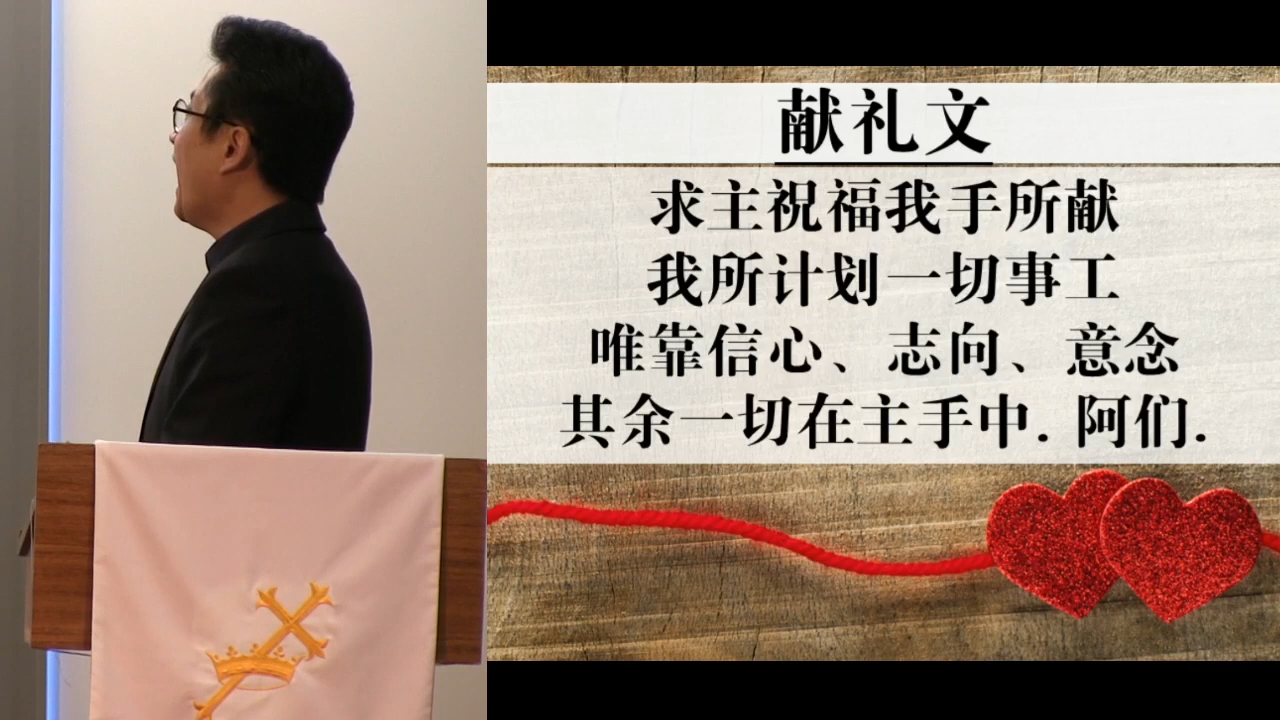 献礼文
求主祝福我手所献
我所计划一切事工
唯靠信心、志向、意念
其余一切在主手中. 阿们.